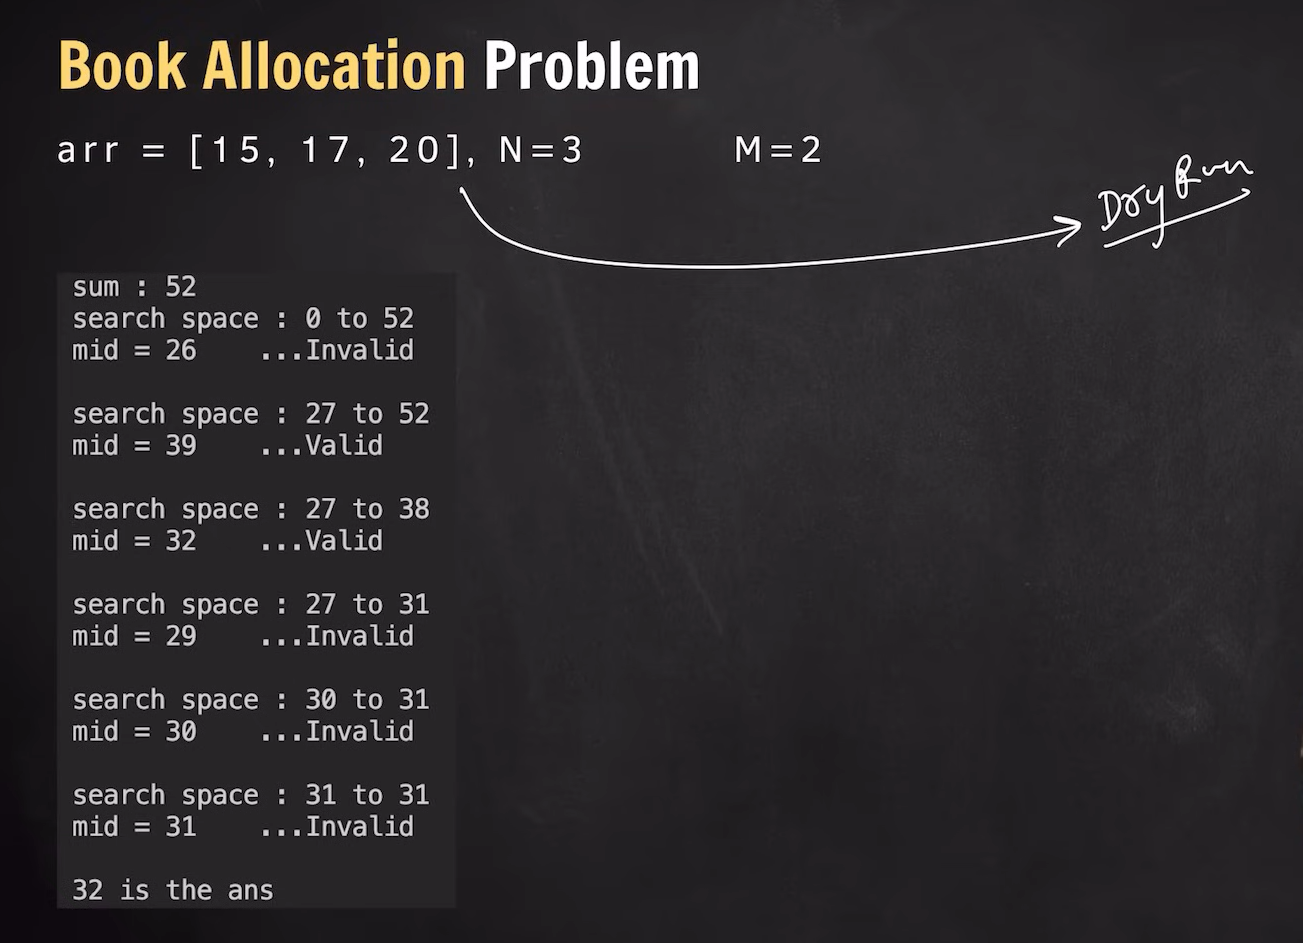 Book Allocation Problem
arr = [15, 17, 20], N=3 M=2
Dry Run
sum : 52
search space : 0 to 52
mid = 26 ...Invalid
search space : 27 to 52
mid = 39 ...Valid
search space : 27 to 38
mid = 32 ...Valid
search space : 27 to 31
mid = 29 ...Invalid
search space : 30 to 31
mid = 30 ...Invalid
search space : 31 to 31
mid = 31 ...Invalid
32 is the ans